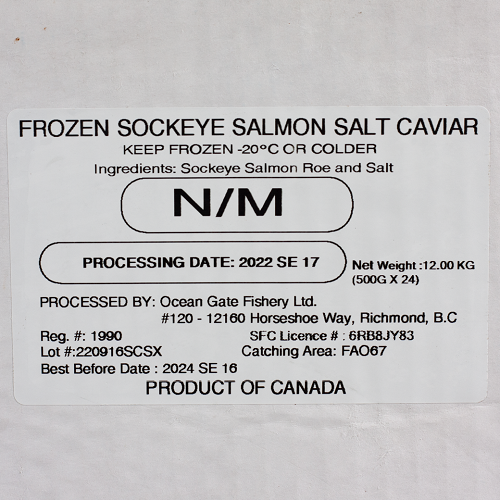 FROZEN SOCKEYE SALMON SALT CAVIAR
KEEP FROZEN -20°C OR COLDER
Ingredients: Sockeye Salmon Roe and Salt
N/M
PROCESSING DATE: 2022 SE 17
Net Weight :12.00 KG
(500G X 24)
PROCESSED BY: Ocean Gate Fishery Ltd.
#120 - 12160 Horseshoe Way, Richmond, B.C
Reg. #: 1990 SFC Licence # : 6RB8JY83
Lot #:220916SCSX Catching Area: FAO67
Best Before Date : 2024 SE 16
PRODUCT OF CANADA